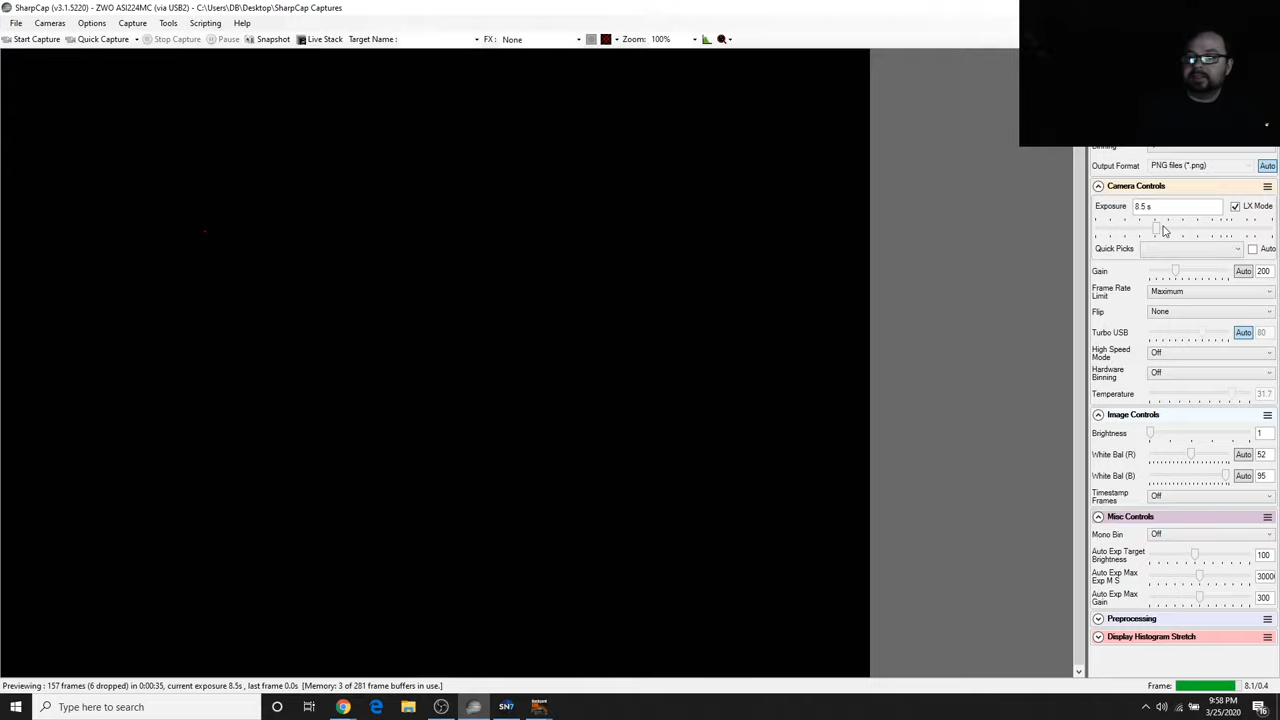 SharpCap (v3.1.5220) - ZWO ASI224MC (via USB2) - C:\Users\DB\Desktop\SharpCap Captures
File Cameras Options Capture Tools Scripting Help
Start Capture Quick Capture Stop Capture Pause Snapshot Live Stack Target Name : FX: None Zoom: 100%
Output Format PNG files (*.png) Auto
Camera Controls
Exposure 8.5 s LX Mode
Quick Picks Auto
Gain Auto 200
Frame Rate Limit Maximum
Flip None
Turbo USB Auto 80
High Speed Mode Off
Hardware Binning Off
Temperature 31.7
Image Controls
Brightness 1
White Bal (R) Auto 52
White Bal (B) Auto 95
Timestamp Frames Off
Misc Controls
Mono Bin Off
Auto Exp Target Brightness 100
Auto Exp Max Exp M S 30000
Auto Exp Max Gain 300
Preprocessing
Display Histogram Stretch
Previewing : 157 frames (6 dropped) in 0:00:35, current exposure 8.5s, last frame 0.0s [Memory: 3 of 281 frame buffers in use.] Frame: 8.1/0.4
Type here to search SN7 9:58 PM
3/25/2020